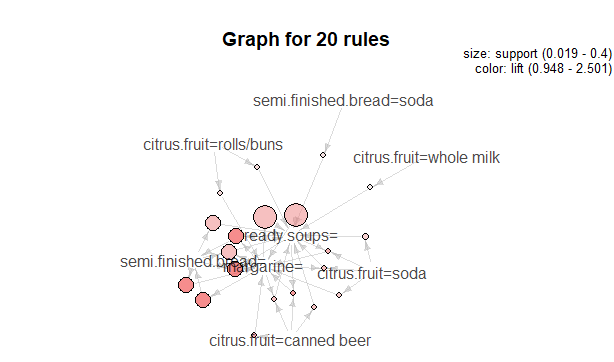 Graph for 20 rules
size: support (0.019 - 0.4)
color: lift (0.948 - 2.501)
semi.finished.bread=soda
citrus.fruit=rolls/buns
citrus.fruit=whole milk
ready.soups=
semi.finished.bread=
margarine=
citrus.fruit=soda
citrus.fruit=canned beer